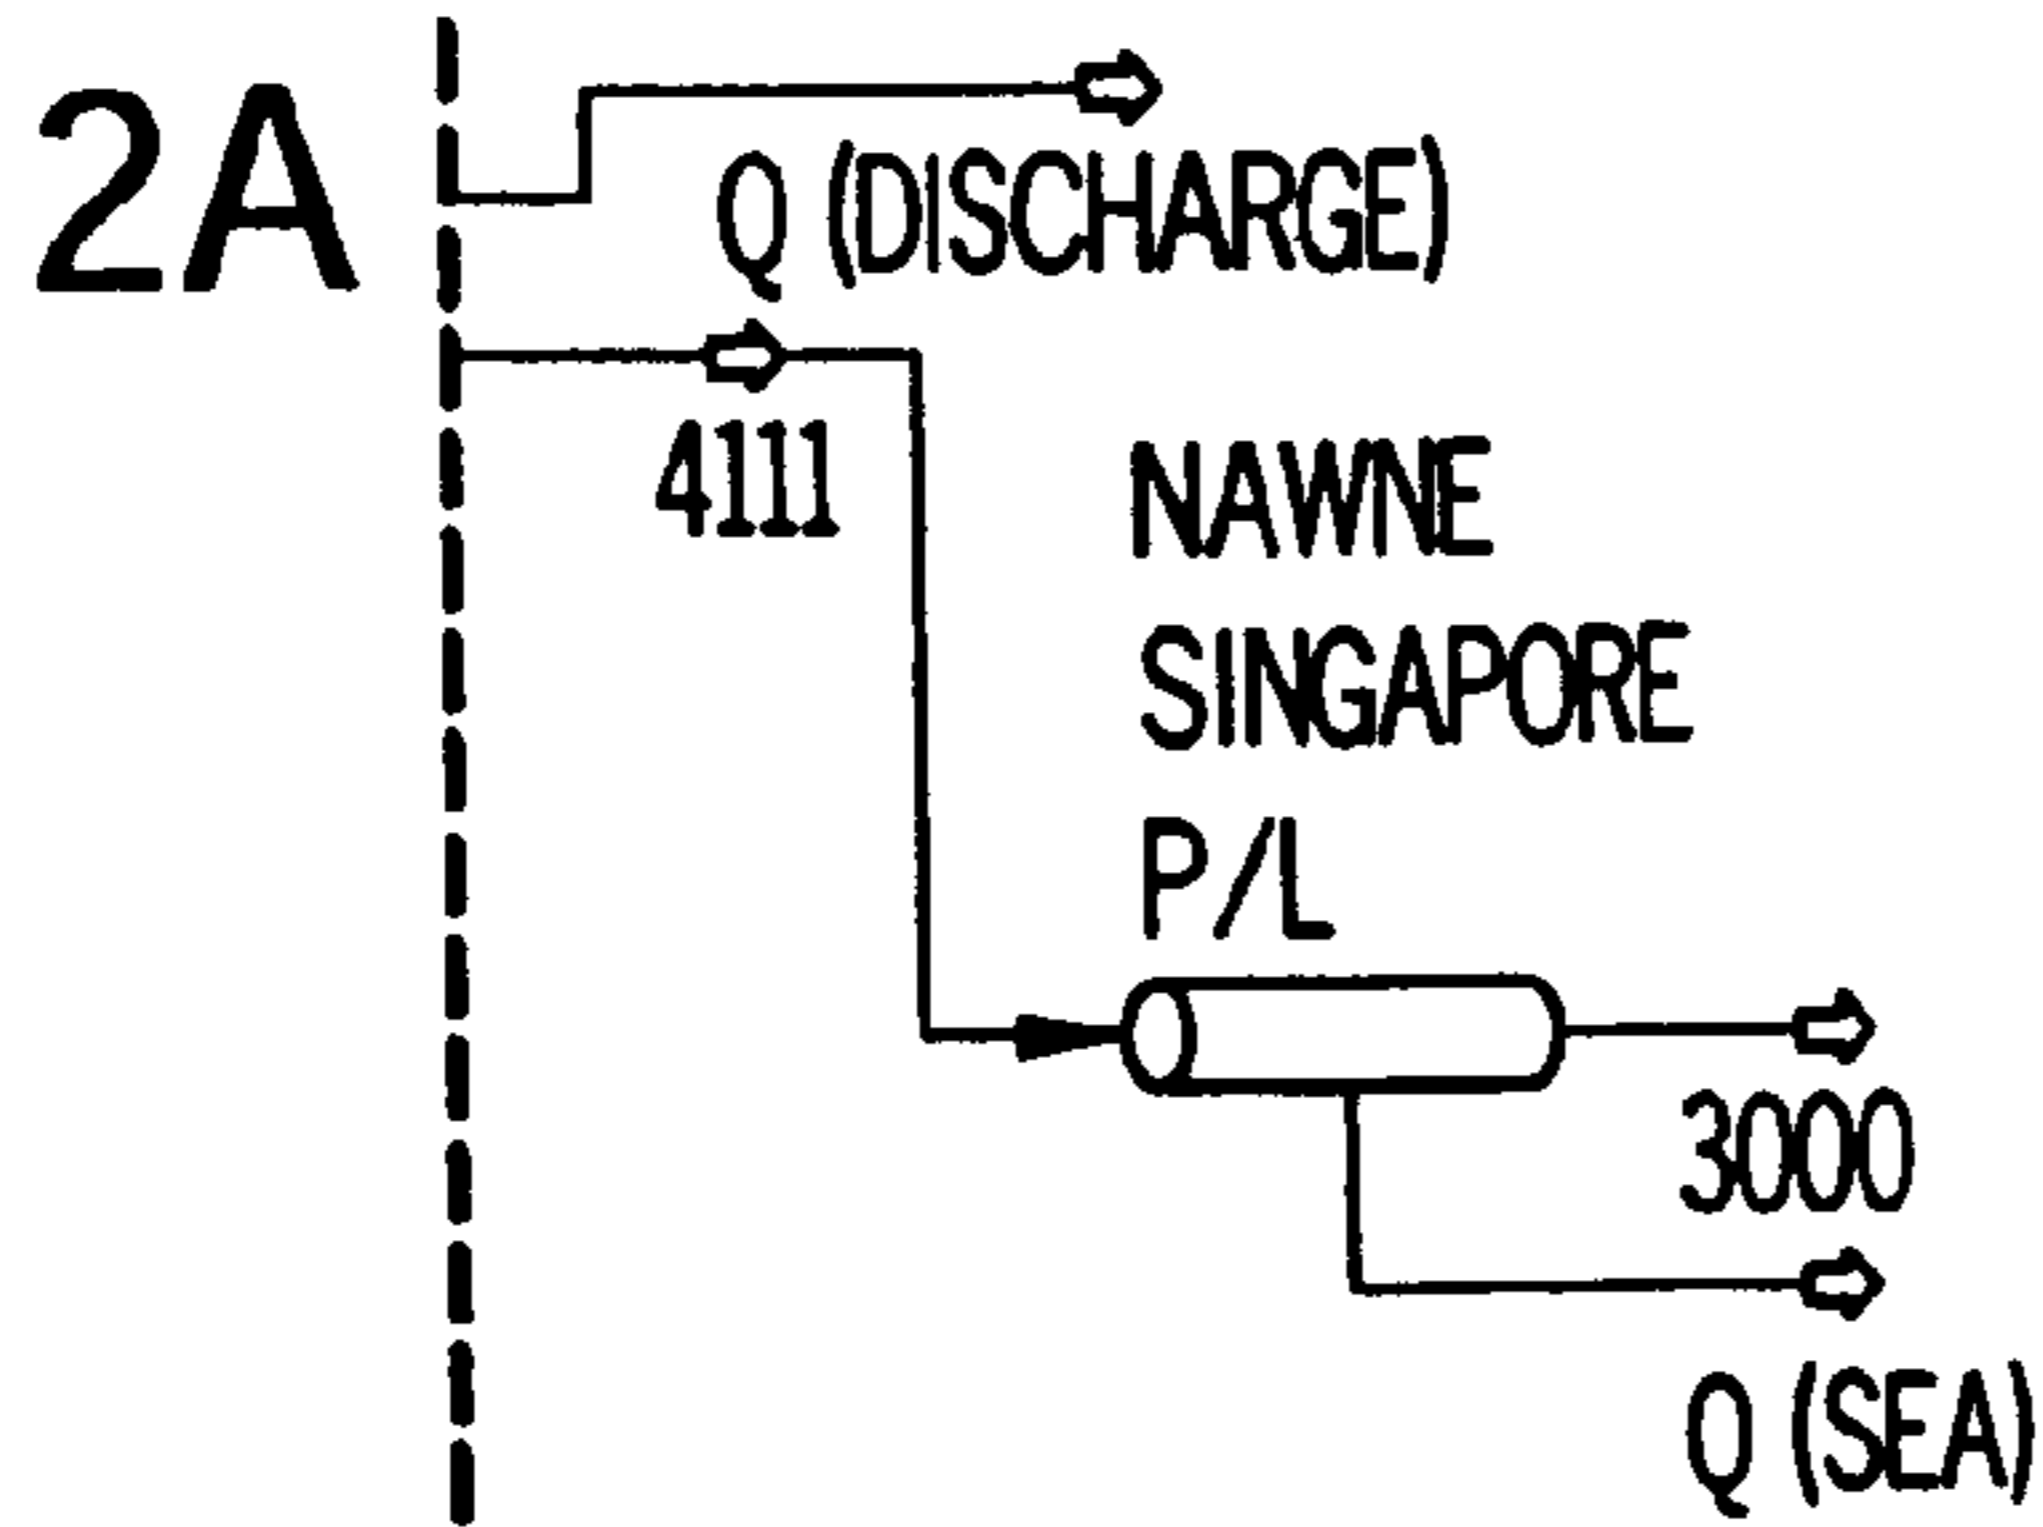 2A
Q (DISCHARGE)
4111
NAWNE
SINGAPORE
P/L
3000
Q (SEA)